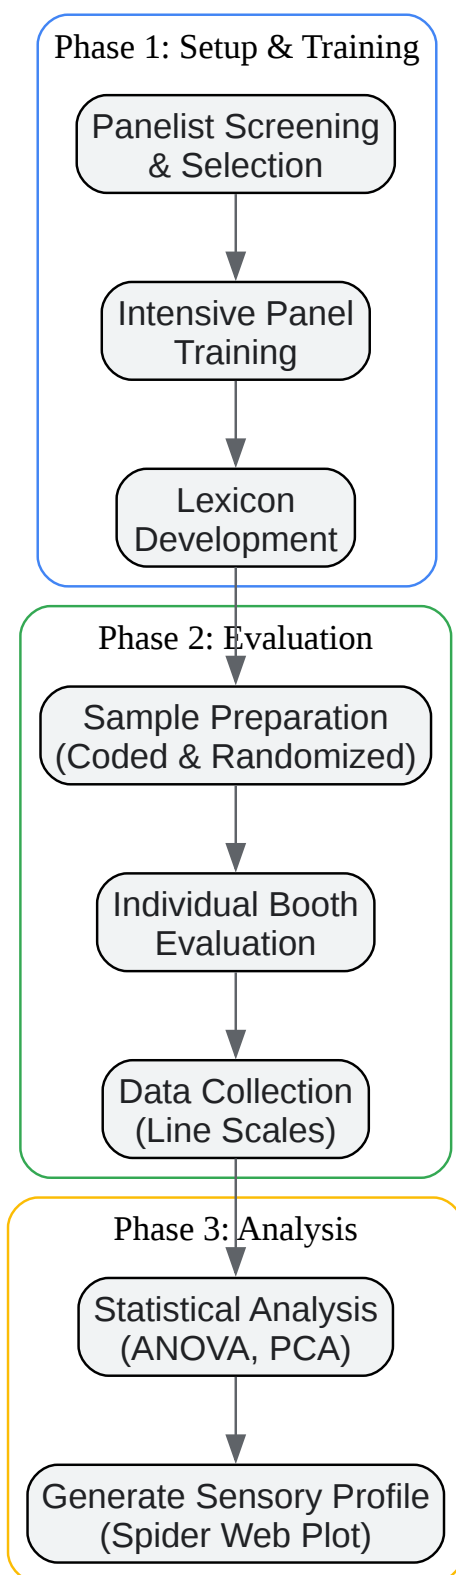 Phase 1: Setup & Training
Panelist Screening
& Selection
Intensive Panel
Training
Lexicon
Development
Phase 2: Evaluation
Sample Preparation
(Coded & Randomized)
Individual Booth
Evaluation
Data Collection
(Line Scales)
Phase 3: Analysis
Statistical Analysis
(ANOVA, PCA)
Generate Sensory Profile
(Spider Web Plot)